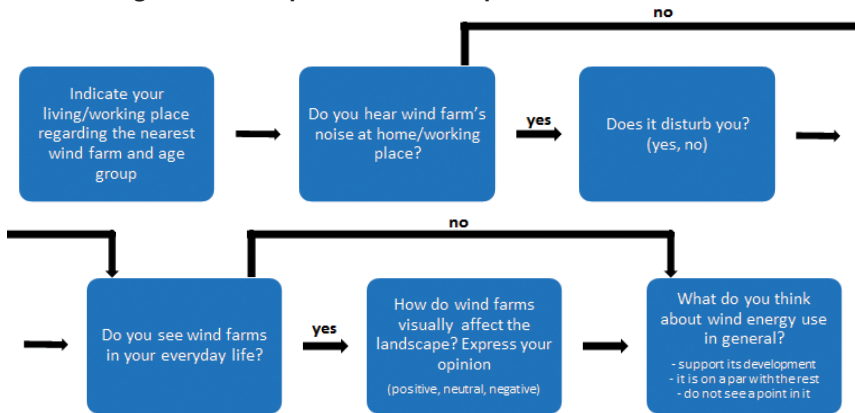 no
Indicate your
living/working place
regarding the nearest
wind farm and age
group
Do you hear wind farm's
noise at home/working
place?
yes
Does it disturb you?
(yes, no)
no
Do you see wind farms
in your everyday life?
yes
How do wind farms
visually affect the
landscape? Express your
opinion
(positive, neutral, negative)
What do you think
about wind energy use
in general?
- support its development
- it is on a par with the rest
- do not see a point in it